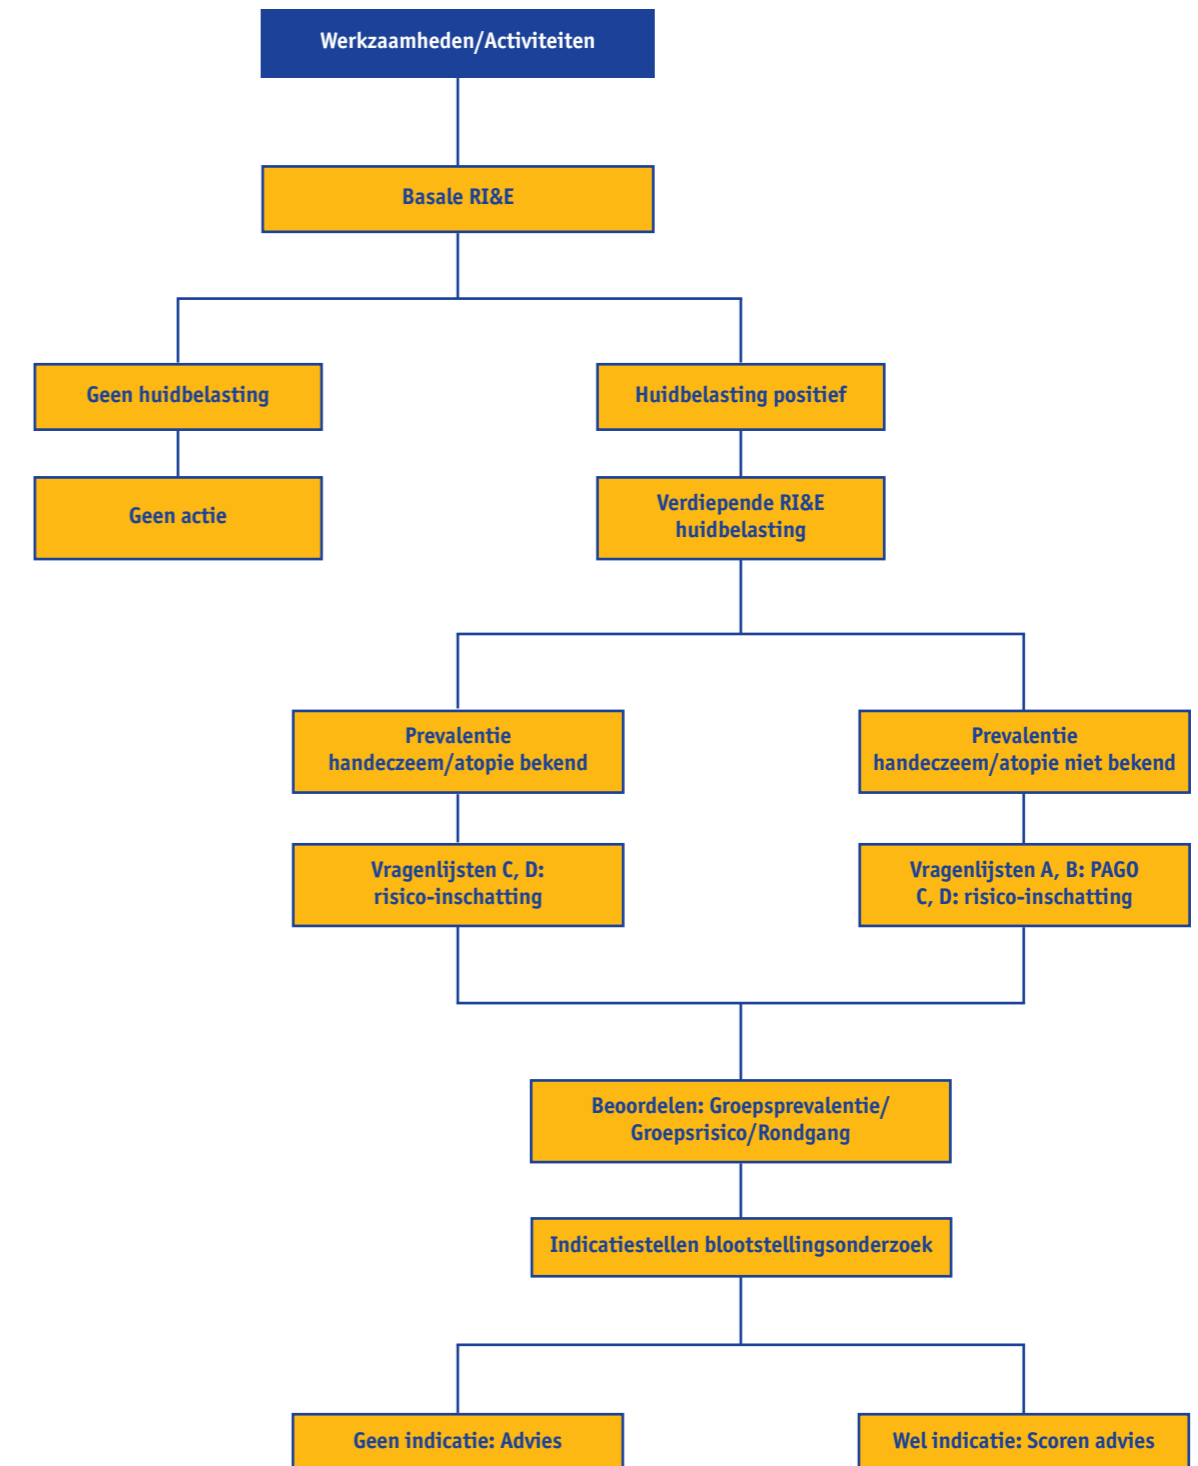 Werkzaamheden/Activiteiten
Basale RI&E
Geen huidbelasting
Huidbelasting positief
Geen actie
Verdiepende RI&E
huidbelasting
Prevalentie
handeczeem/atopie bekend
Prevalentie
handeczeem/atopie niet bekend
Vragenlijsten C, D:
risico-inschatting
Vragenlijsten A, B: PAGO
C, D: risico-inschatting
Beoordelen: Groepsprevalentie/
Groepsrisico/Rondgang
Indicatiestellen blootstellingsonderzoek
Geen indicatie: Advies
Wel indicatie: Scoren advies